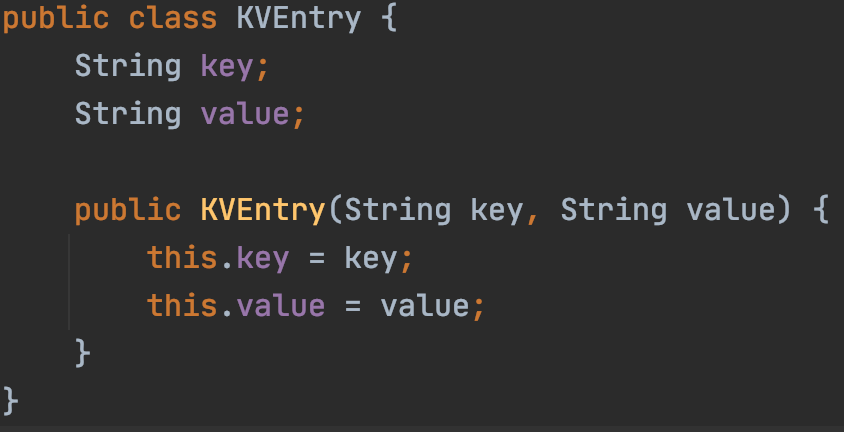 public class KVEntry {
    String key;
    String value;

    public KVEntry(String key, String value) {
        this.key = key;
        this.value = value;
    }
}